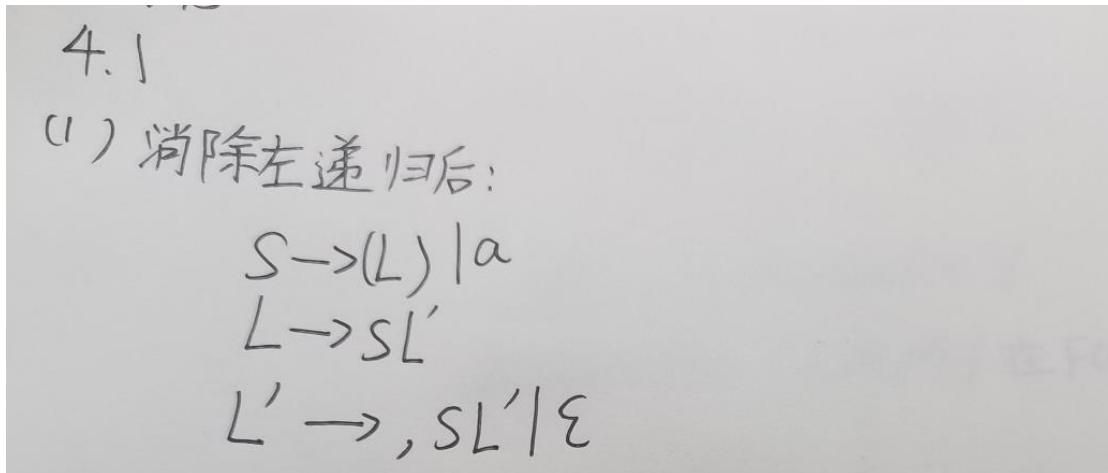 4.1
(1) 消除左递归后:
S→(L) | a
L→SL'
L' → , SL' | ε